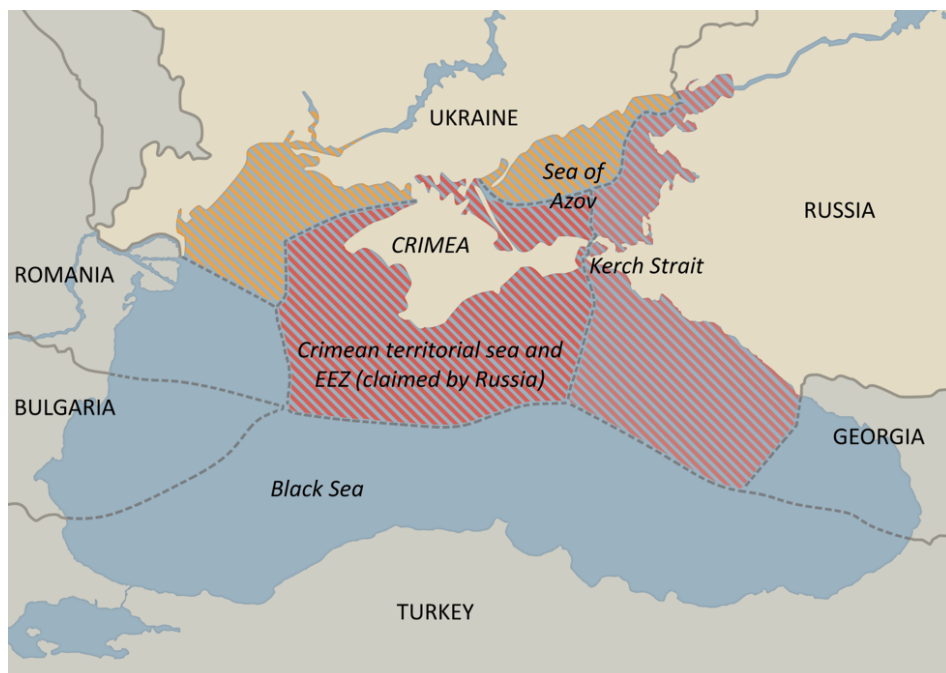 UKRAINE
Sea of
Azov
RUSSIA
CRIMEA
Kerch Strait
ROMANIA
Crimean territorial sea and
EEZ (claimed by Russia)
BULGARIA
GEORGIA
Black Sea
TURKEY